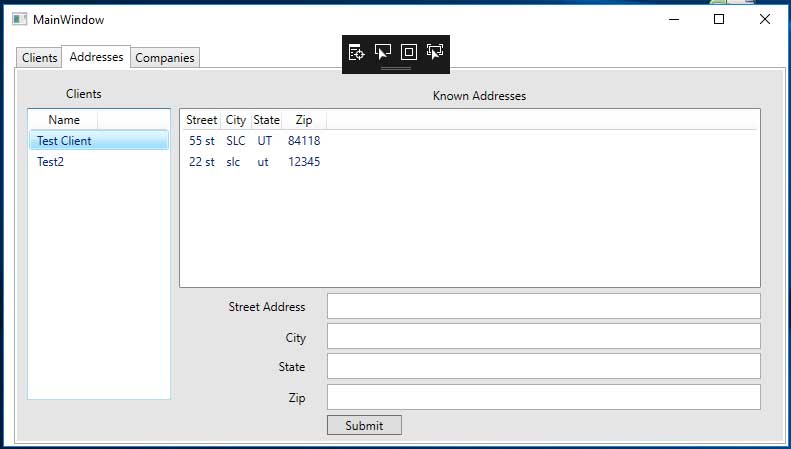 MainWindow
Clients Addresses Companies
Clients
Known Addresses
Name
Test Client
Test2
Street City State Zip
55 st SLC UT 84118
22 st slc ut 12345
Street Address
City
State
Zip
Submit